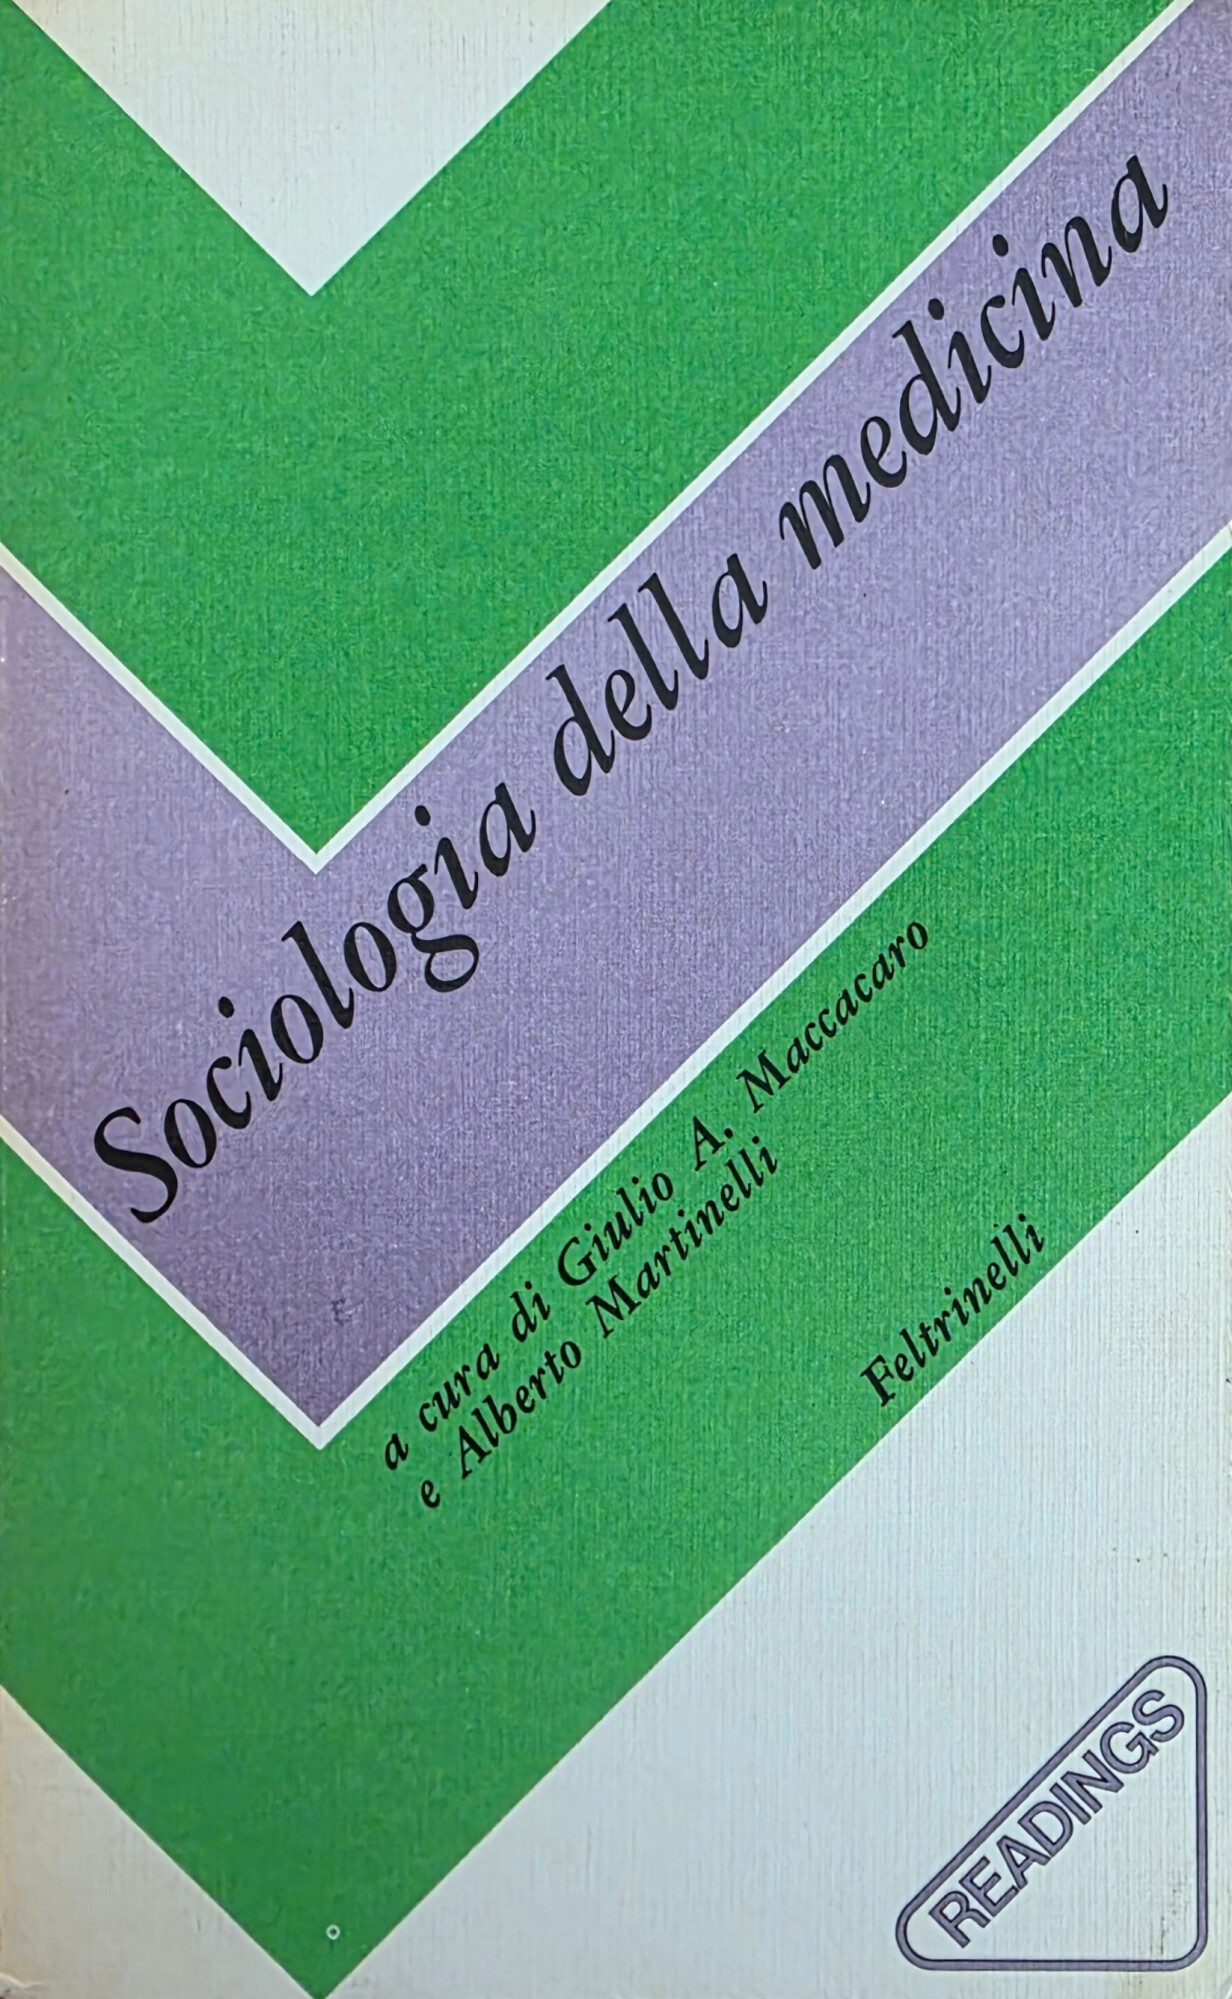 Sociologia della medicina
a cura di Giulio A. Maccacaro
e Alberto Martinelli
Feltrinelli
READINGS